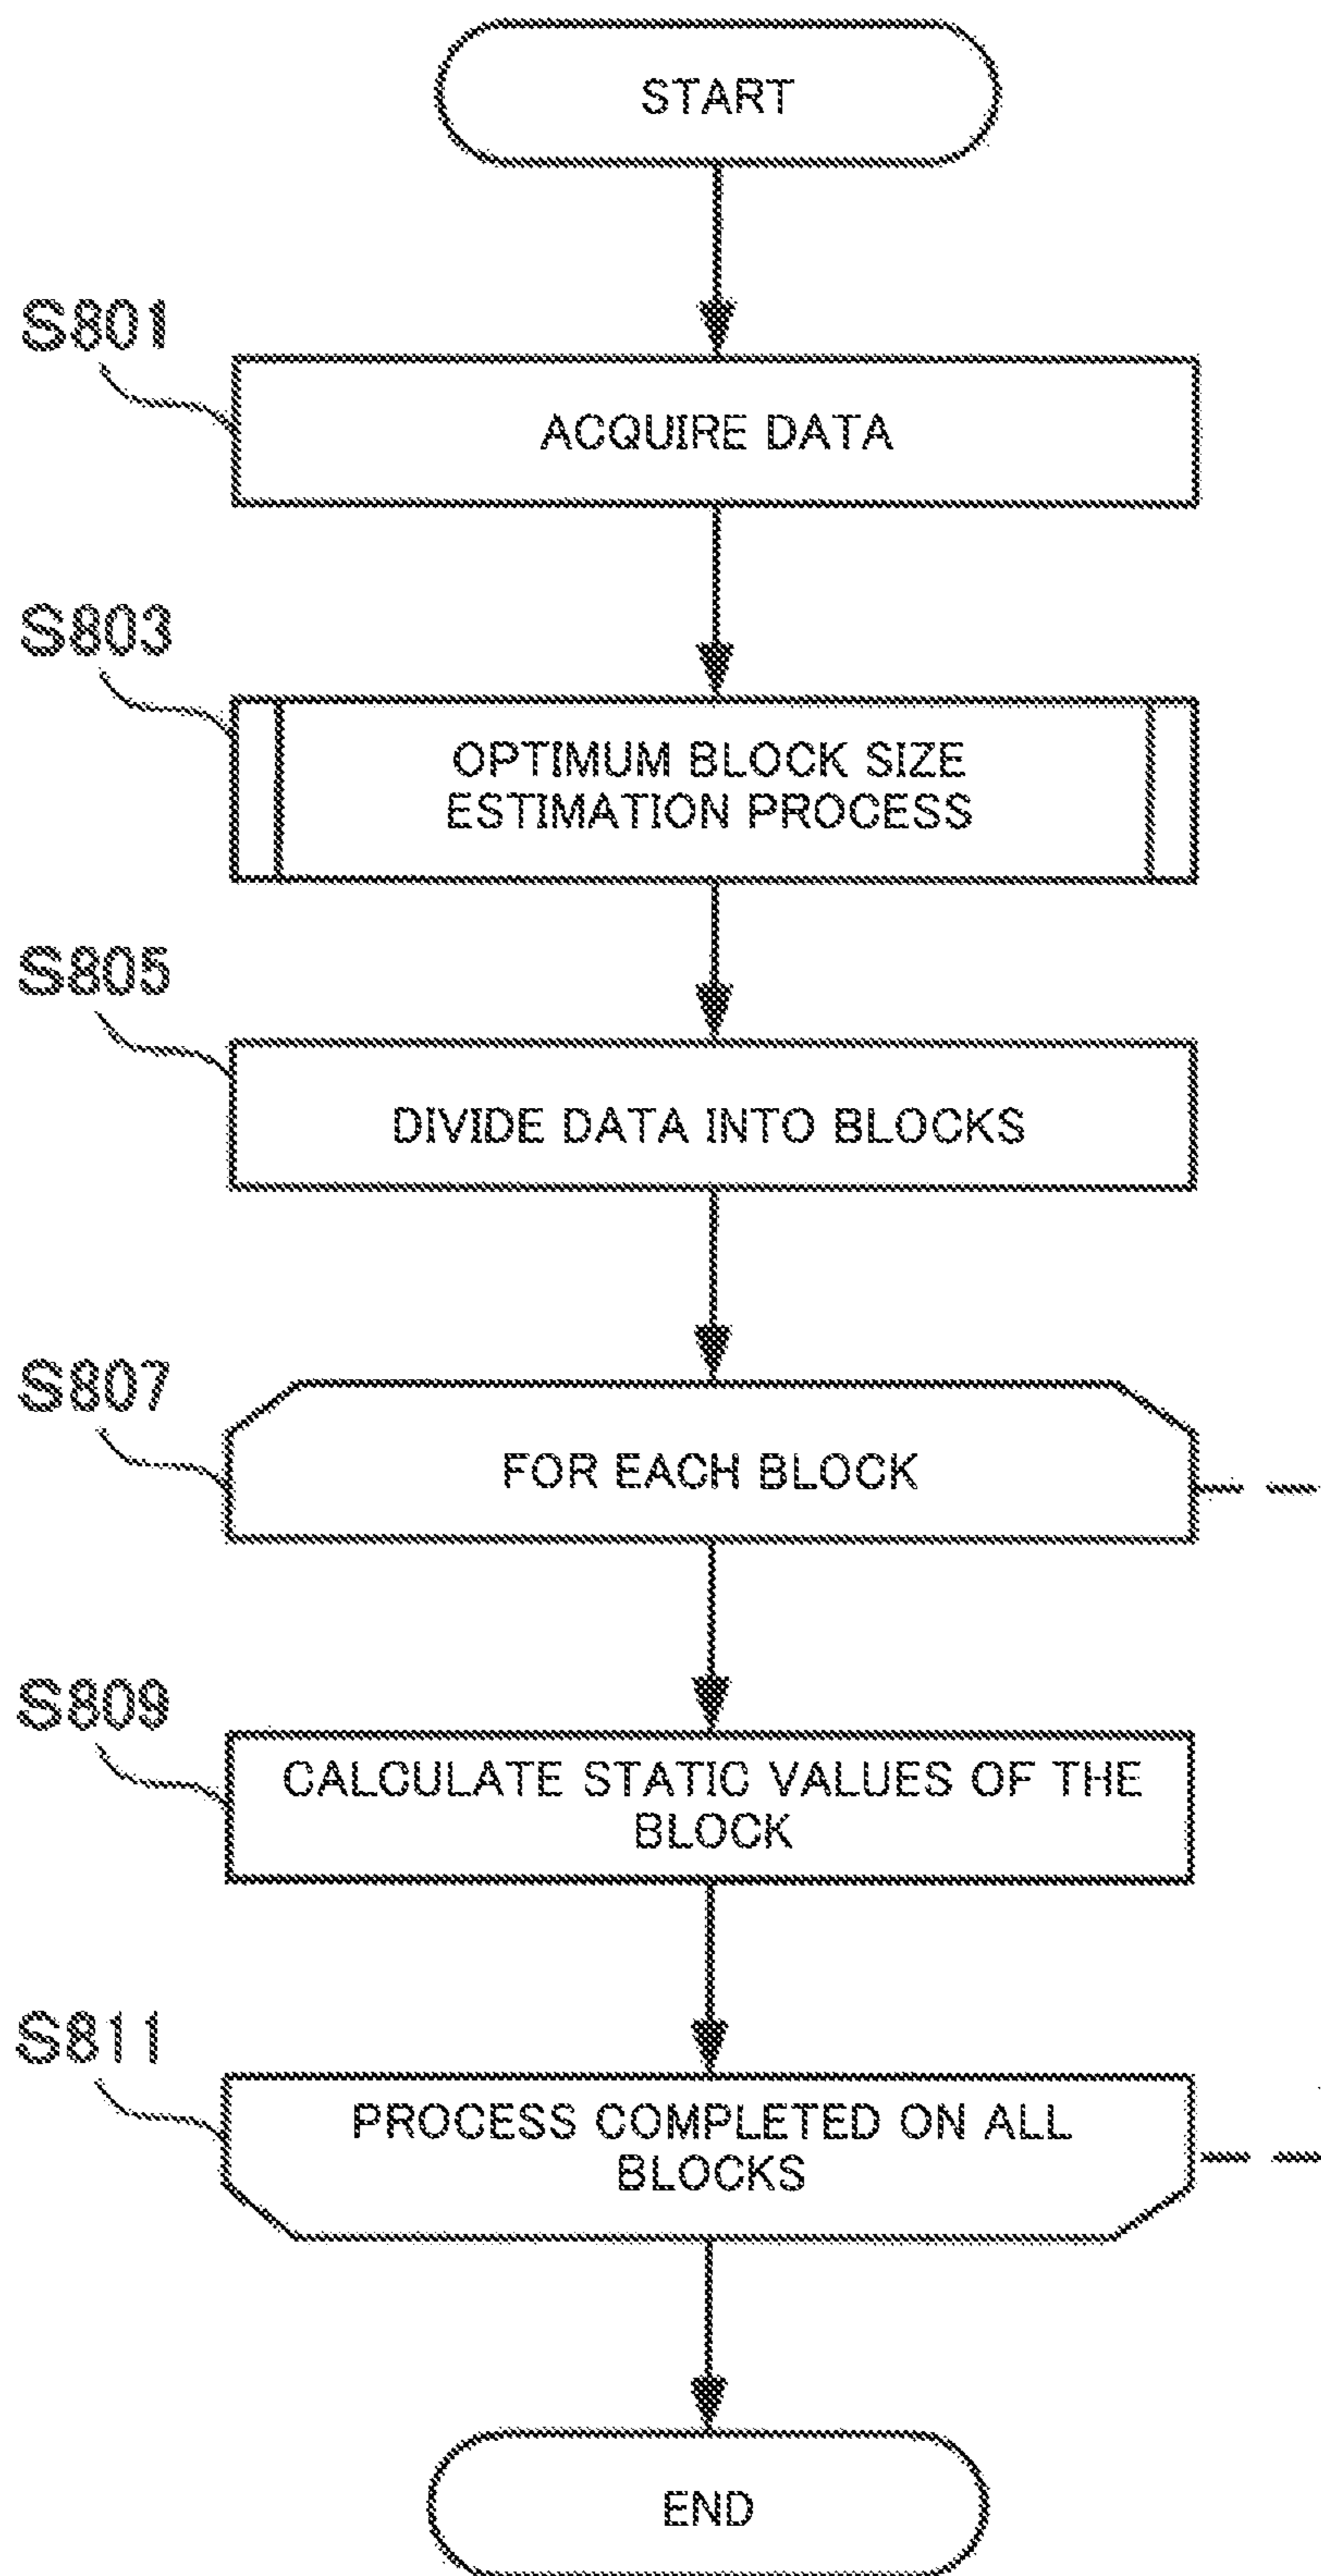 START
S801
ACQUIRE DATA
S803
OPTIMUM BLOCK SIZE
ESTIMATION PROCESS
S805
DIVIDE DATA INTO BLOCKS
S807
FOR EACH BLOCK
S809
CALCULATE STATIC VALUES OF THE
BLOCK
S811
PROCESS COMPLETED ON ALL
BLOCKS
END